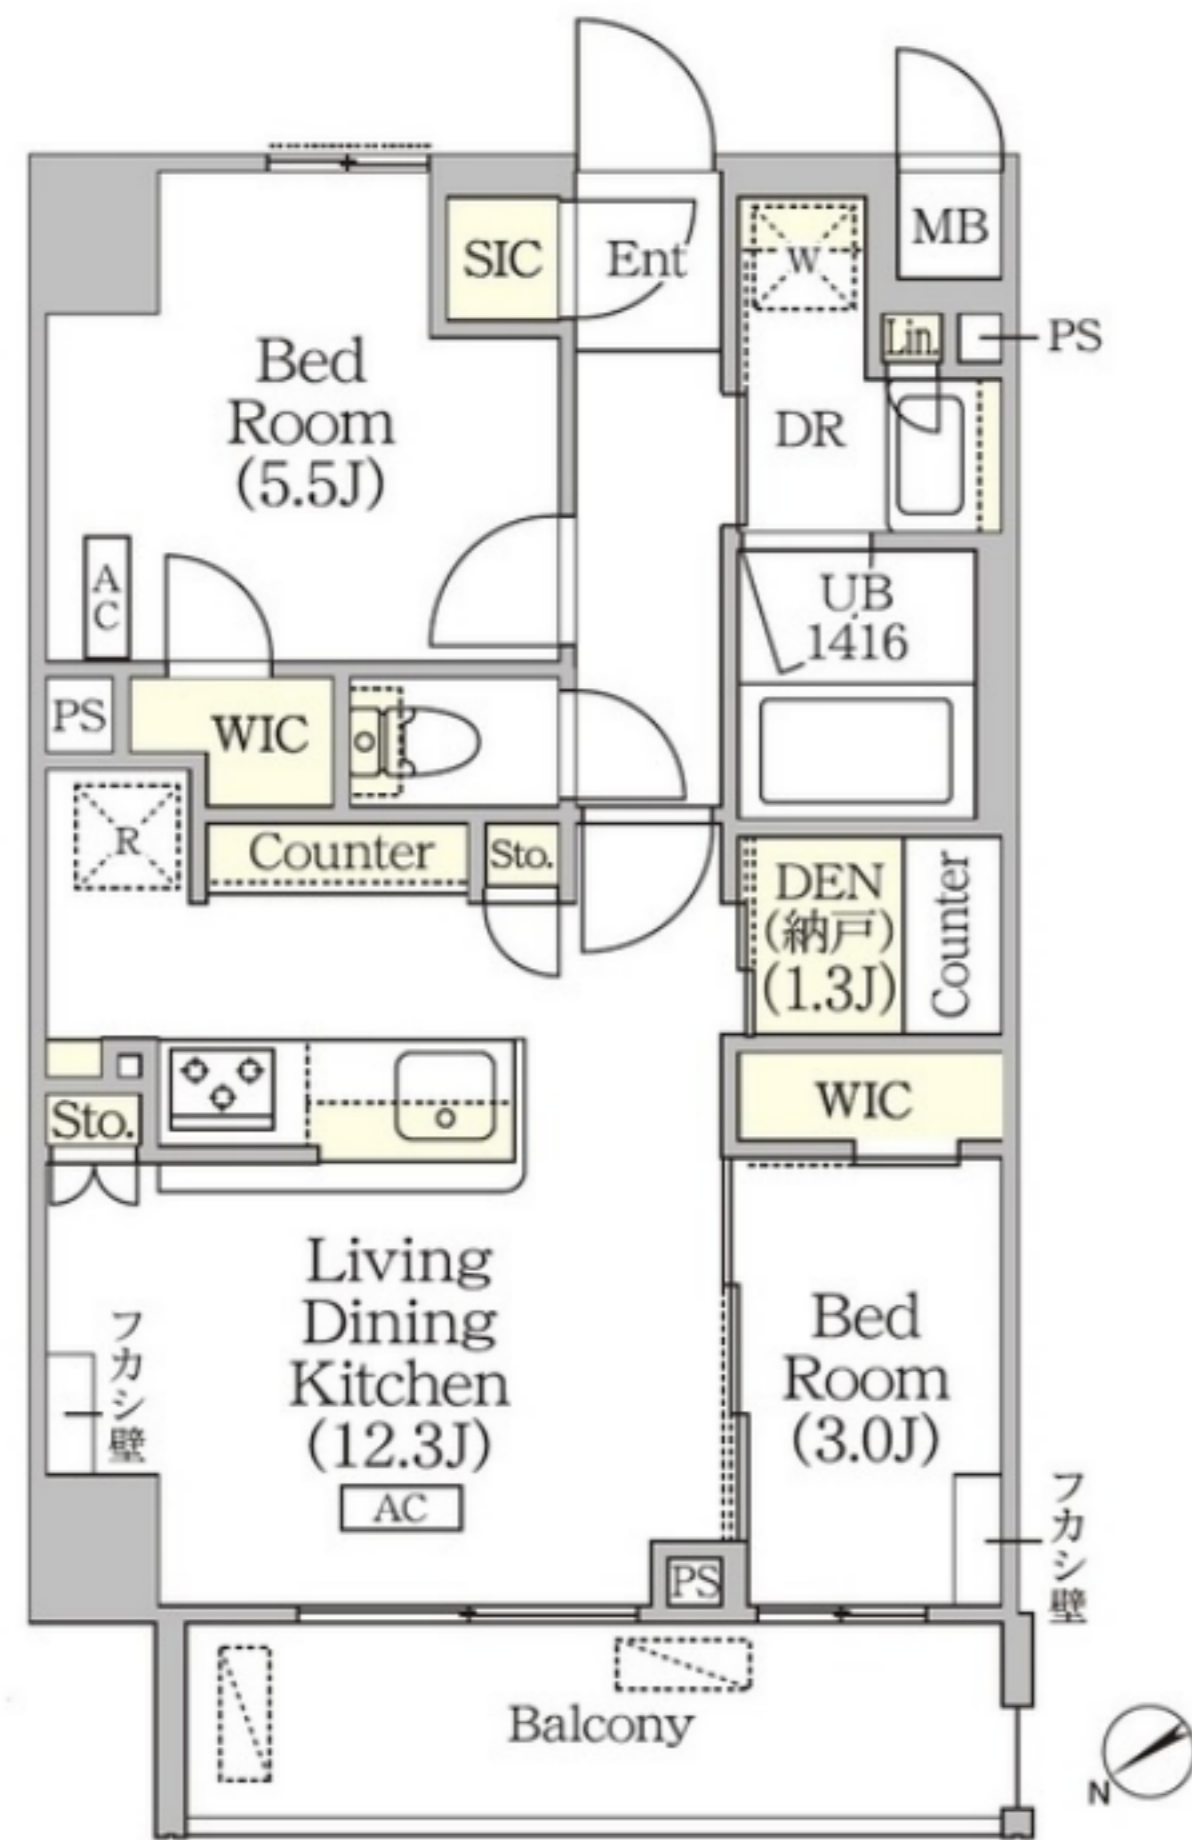 MB
SIC
Ent
W
Lin.
PS
Bed
Room
(5.5J)
DR
AC
UB
1416
PS
WIC
R
Counter
Sto.
DEN
(納戸)
(1.3J)
Counter
WIC
Sto.
Living
Dining
Kitchen
(12.3J)
フカシ壁
Bed
Room
(3.0J)
AC
フカシ壁
PS
Balcony
N